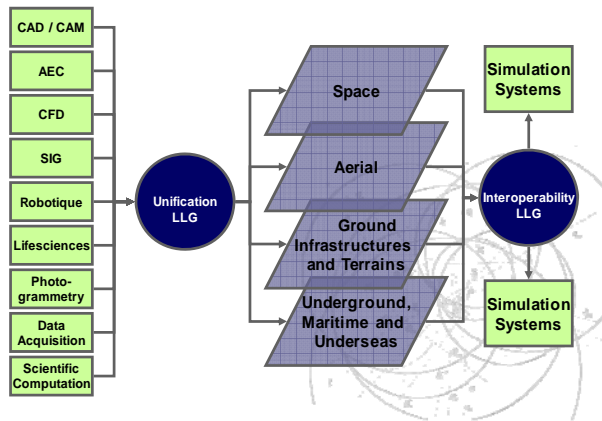 CAD / CAM
AEC
CFD
SIG
Robotique
Lifesciences
Photo-
grammetry
Data
Acquisition
Scientific
Computation
Unification
LLG
Space
Aerial
Ground
Infrastructures
and Terrains
Underground,
Maritime and
Underseas
Simulation
Systems
Interoperability
LLG
Simulation
Systems